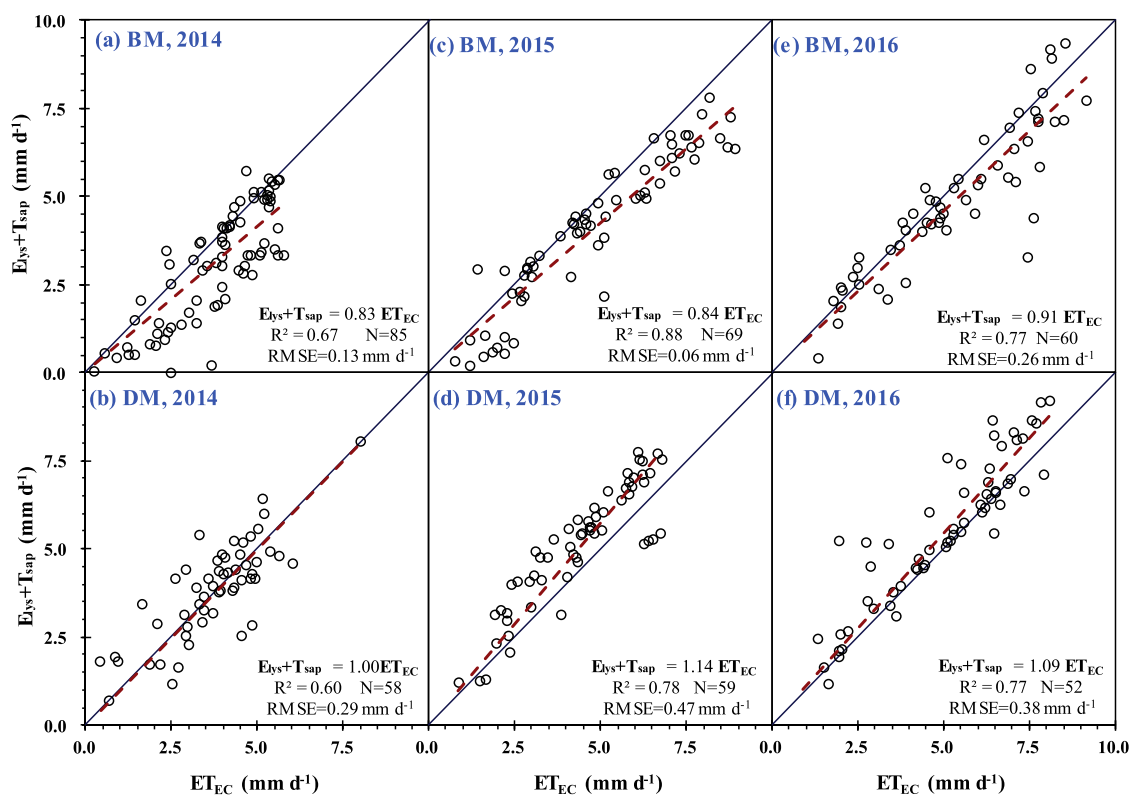 10.0
7.5
5.0
2.5
0.0
Elys+Tsap (mm d-1)
(a) BM, 2014
Elys+Tsap = 0.83 ETEC
R² = 0.67 N=85
RMSE=0.13 mm d-1
(c) BM, 2015
Elys+Tsap = 0.84 ETEC
R² = 0.88 N=69
RMSE=0.06 mm d-1
(e) BM, 2016
Elys+Tsap = 0.91 ETEC
R² = 0.77 N=60
RMSE=0.26 mm d-1
7.5
5.0
2.5
0.0
Elys+Tsap (mm d-1)
(b) DM, 2014
Elys+Tsap = 1.00ETEC
R² = 0.60 N=58
RMSE=0.29 mm d-1
(d) DM, 2015
Elys+Tsap = 1.14 ETEC
R² = 0.78 N=59
RMSE=0.47 mm d-1
(f) DM, 2016
Elys+Tsap = 1.09 ETEC
R² = 0.77 N=52
RMSE=0.38 mm d-1
0.0 2.5 5.0 7.5 0.0 2.5 5.0 7.5 0.0 2.5 5.0 7.5 10.0
ETEC (mm d-1) ETEC (mm d-1) ETEC (mm d-1)